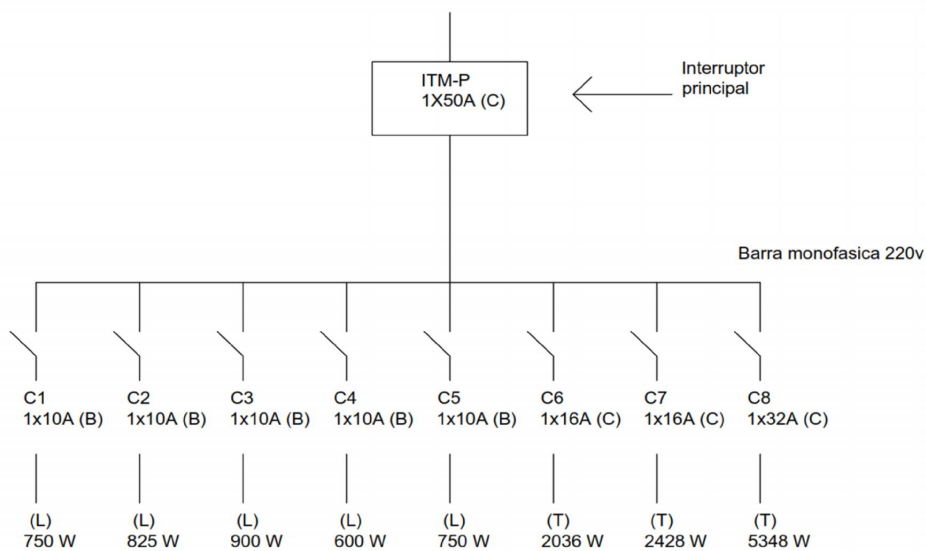 ITM-P
1X50A (C)
Interruptor
principal
Barra monofasica 220v
C1
1x10A (B)
C2
1x10A (B)
C3
1x10A (B)
C4
1x10A (B)
C5
1x10A (B)
C6
1x16A (C)
C7
1x16A (C)
C8
1x32A (C)
(L)
750 W
(L)
825 W
(L)
900 W
(L)
600 W
(L)
750 W
(T)
2036 W
(T)
2428 W
(T)
5348 W